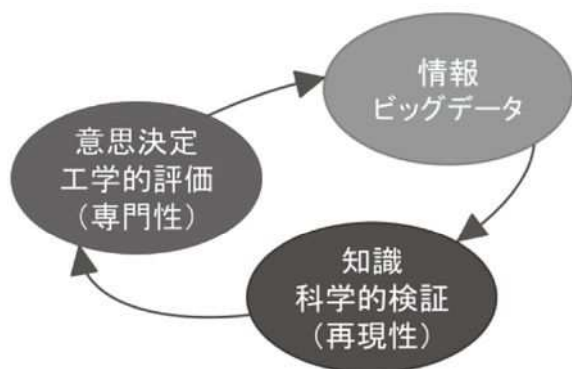 情報
ビッグデータ
意思決定
工学的評価
（専門性）
知識
科学的検証
（再現性）